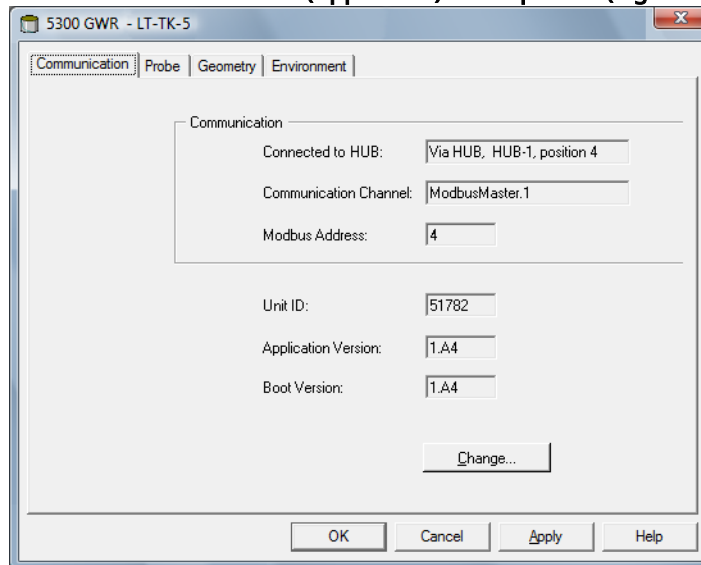 5300 GWR - LT-TK-5
Communication Probe Geometry Environment
Communication
Connected to HUB: Via HUB, HUB-1, position 4
Communication Channel: ModbusMaster.1
Modbus Address: 4
Unit ID: 51782
Application Version: 1.A4
Boot Version: 1.A4
Change...
OK Cancel Apply Help